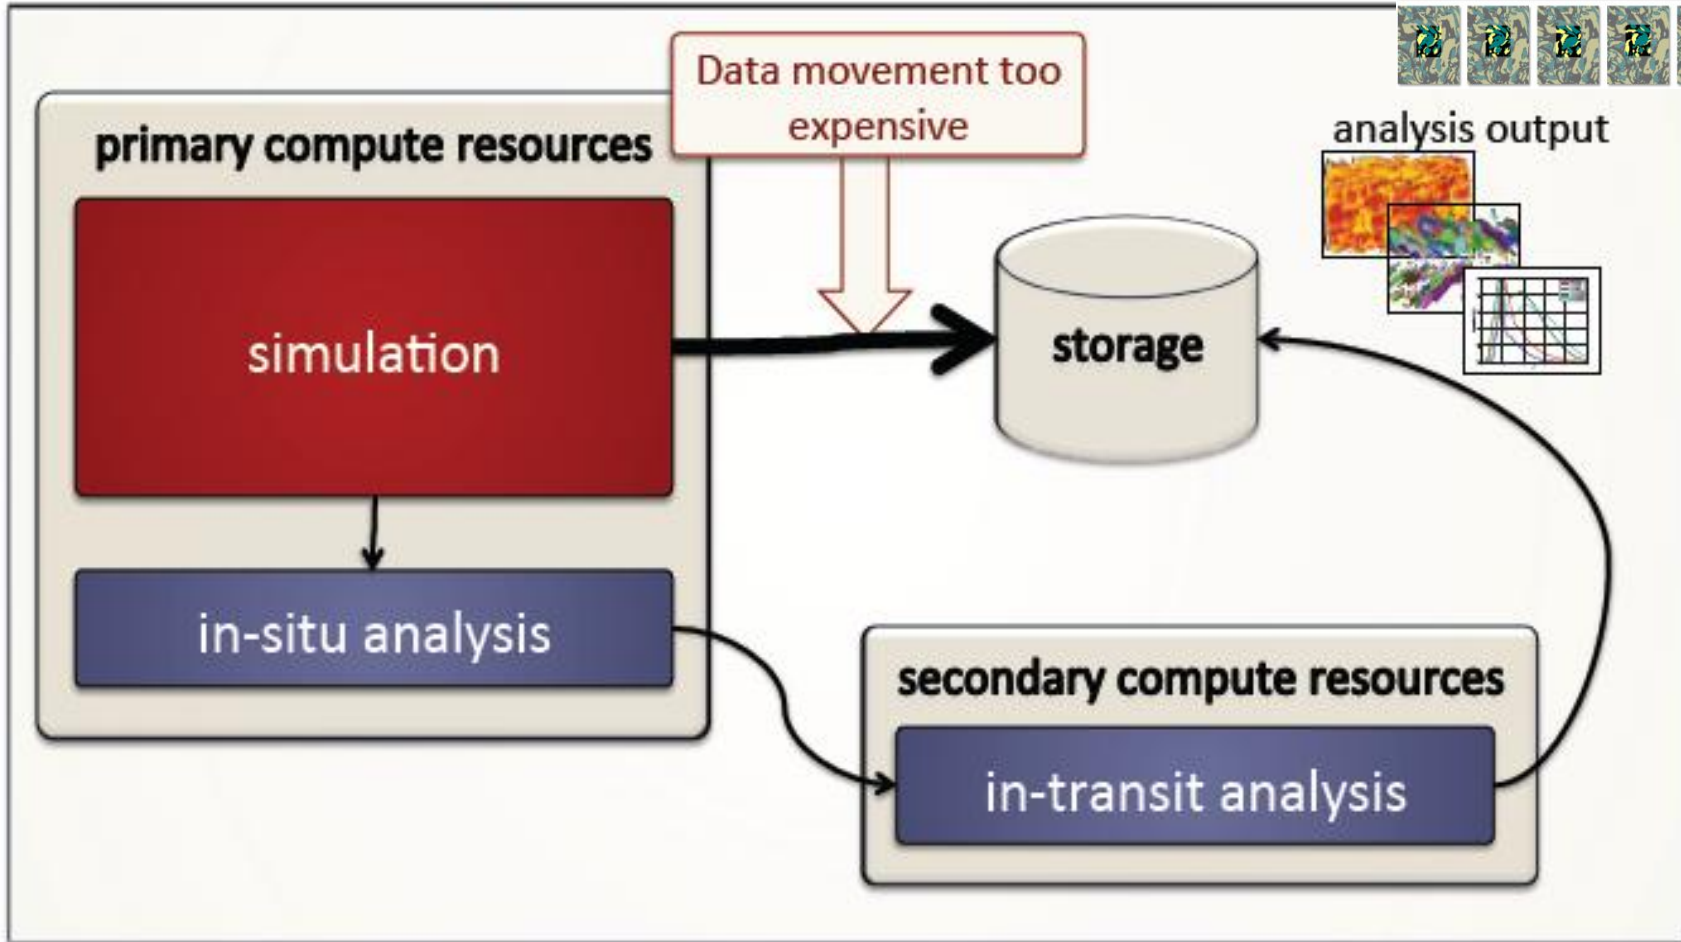 Data movement too
expensive
primary compute resources
analysis output
simulation
storage
in-situ analysis
secondary compute resources
in-transit analysis